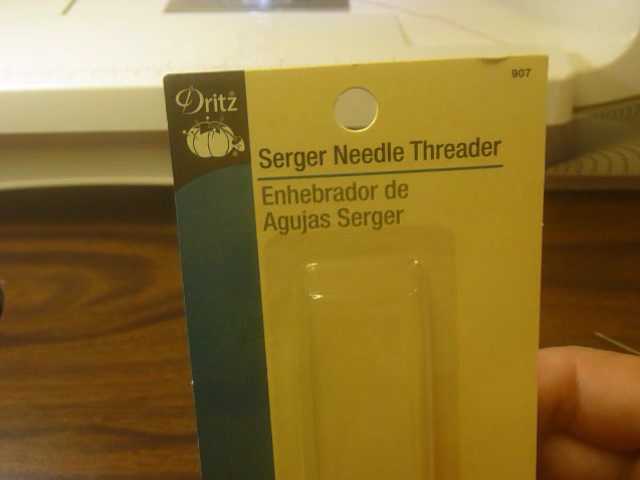 907
Dritz®
Serger Needle Threader
Enhebrador de
Agujas Serger